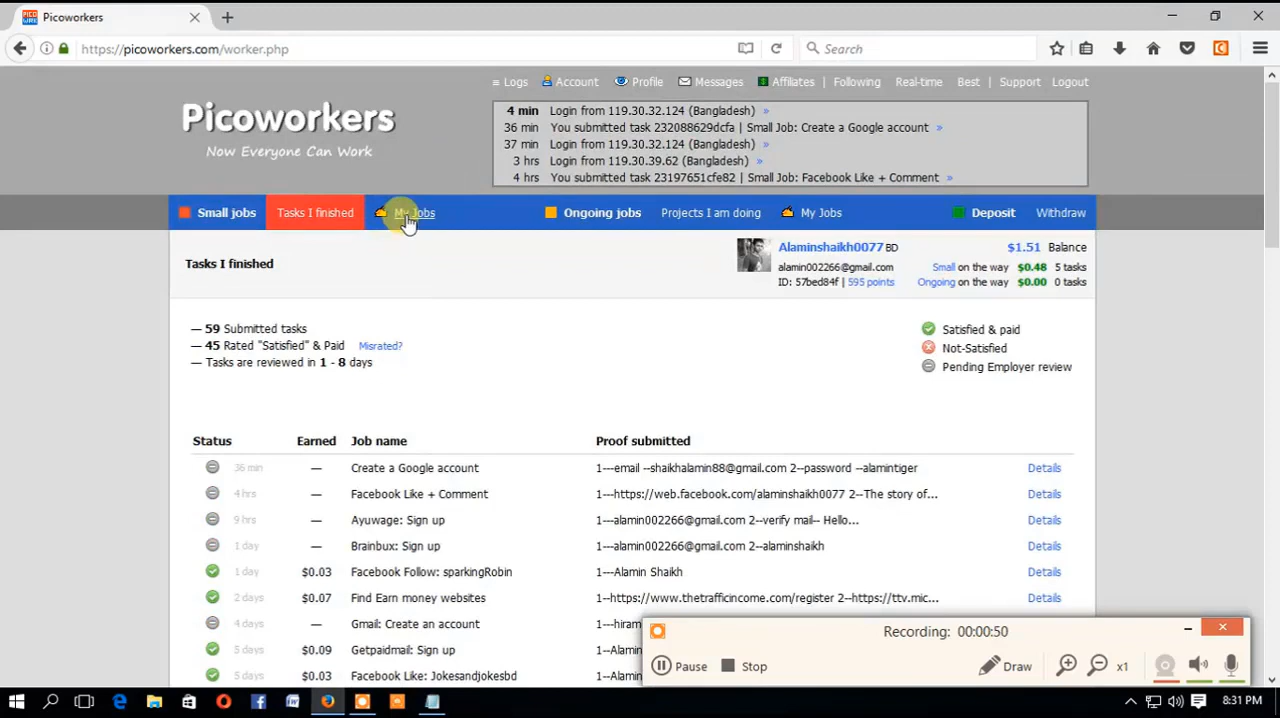 Picoworkers
https://picoworkers.com/worker.php
Search
Logs Account Profile Messages Affiliates Following Real-time Best Support Logout
Picoworkers
Now Everyone Can Work
4 min Login from 119.30.32.124 (Bangladesh) »
36 min You submitted task 232088629dcfa | Small Job: Create a Google account »
37 min Login from 119.30.32.124 (Bangladesh) »
3 hrs Login from 119.30.39.62 (Bangladesh) »
4 hrs You submitted task 23197651cfe82 | Small Job: Facebook Like + Comment »
Small jobs Tasks I finished My Jobs Ongoing jobs Projects I am doing My Jobs Deposit Withdraw
Tasks I finished
Alaminshaikh0077 BD $1.51 Balance
alamin002266@gmail.com Small on the way $0.48 5 tasks
ID: 57bed84f | 595 points Ongoing on the way $0.00 0 tasks
— 59 Submitted tasks
— 45 Rated "Satisfied" & Paid Misrated?
— Tasks are reviewed in 1 - 8 days
Satisfied & paid
Not-Satisfied
Pending Employer review
Status Earned Job name Proof submitted
36 min — Create a Google account 1---email --shaikhalamin88@gmail.com 2--password --alamintiger Details
4 hrs — Facebook Like + Comment 1---https://web.facebook.com/alaminshaikh0077 2--The story of... Details
9 hrs — Ayuwage: Sign up 1---alamin002266@gmail.com 2--verify mail-- Hello... Details
1 day — Brainbux: Sign up 1---alamin002266@gmail.com 2--alaminshaikh Details
1 day $0.03 Facebook Follow: sparkingRobin 1---Alamin Shaikh Details
2 days $0.07 Find Earn money websites 1--https://www.thetrafficincome.com/register 2--https://ttv.mic... Details
4 days — Gmail: Create an account 1---hiram
5 days $0.09 Getpaidmail: Sign up 1---Alamin
5 days $0.03 Facebook Like: Jokesandjokesbd 1---Alamin
Recording: 00:00:50
Pause Stop Draw x1
8:31 PM